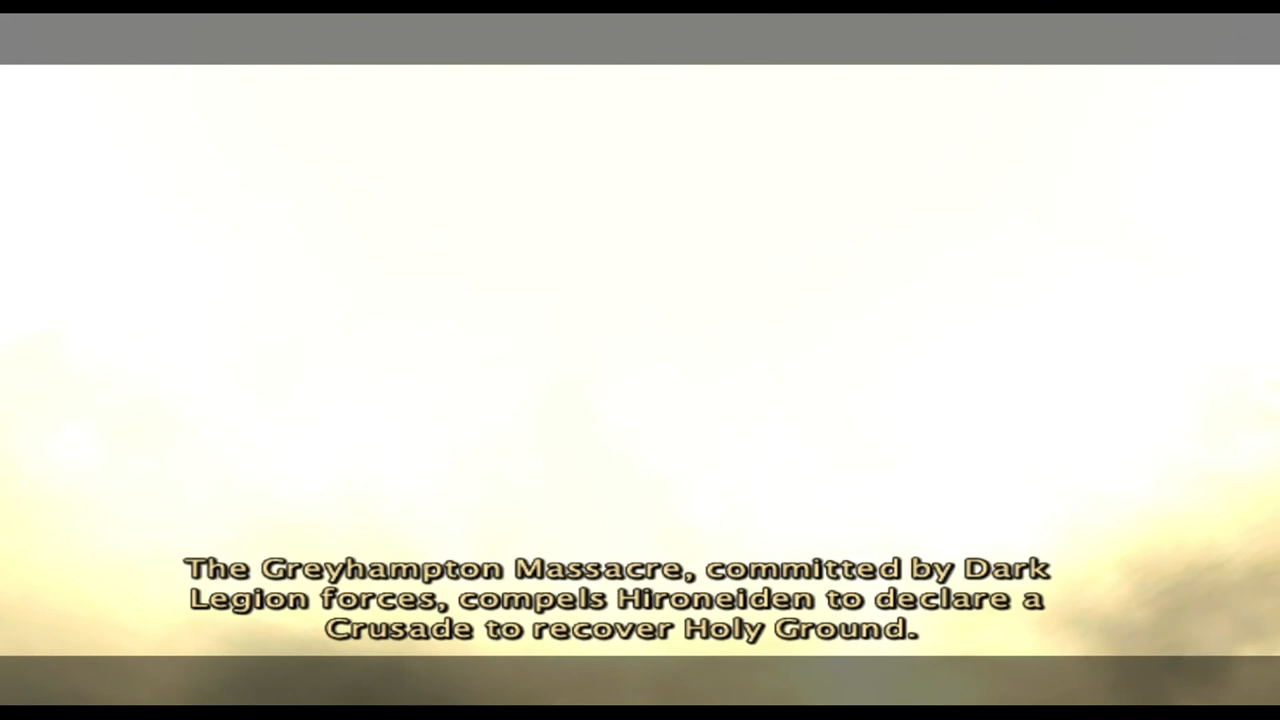 The Greyhampton Massacre, committed by Dark
Legion forces, compels Hironeiden to declare a
Crusade to recover Holy Ground.